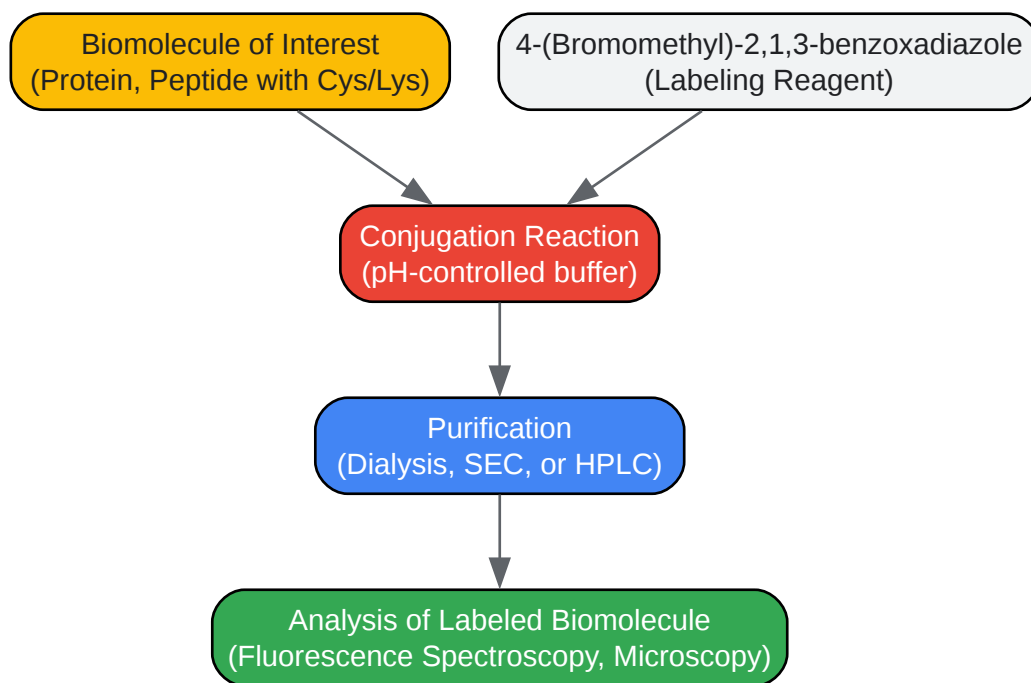 Biomolecule of Interest
(Protein, Peptide with Cys/Lys)
4-(Bromomethyl)-2,1,3-benzoxadiazole
(Labeling Reagent)
Conjugation Reaction
(pH-controlled buffer)
Purification
(Dialysis, SEC, or HPLC)
Analysis of Labeled Biomolecule
(Fluorescence Spectroscopy, Microscopy)